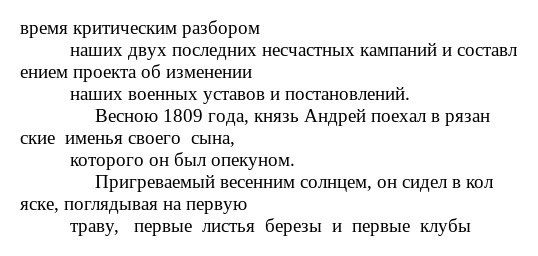 время критическим разбором
наших двух последних несчастных кампаний и составл
ением проекта об изменении
наших военных уставов и постановлений.
Весною 1809 года, князь Андрей поехал в рязан
ские именья своего сына,
которого он был опекуном.
Пригреваемый весенним солнцем, он сидел в кол
яске, поглядывая на первую
траву, первые листья березы и первые клубы